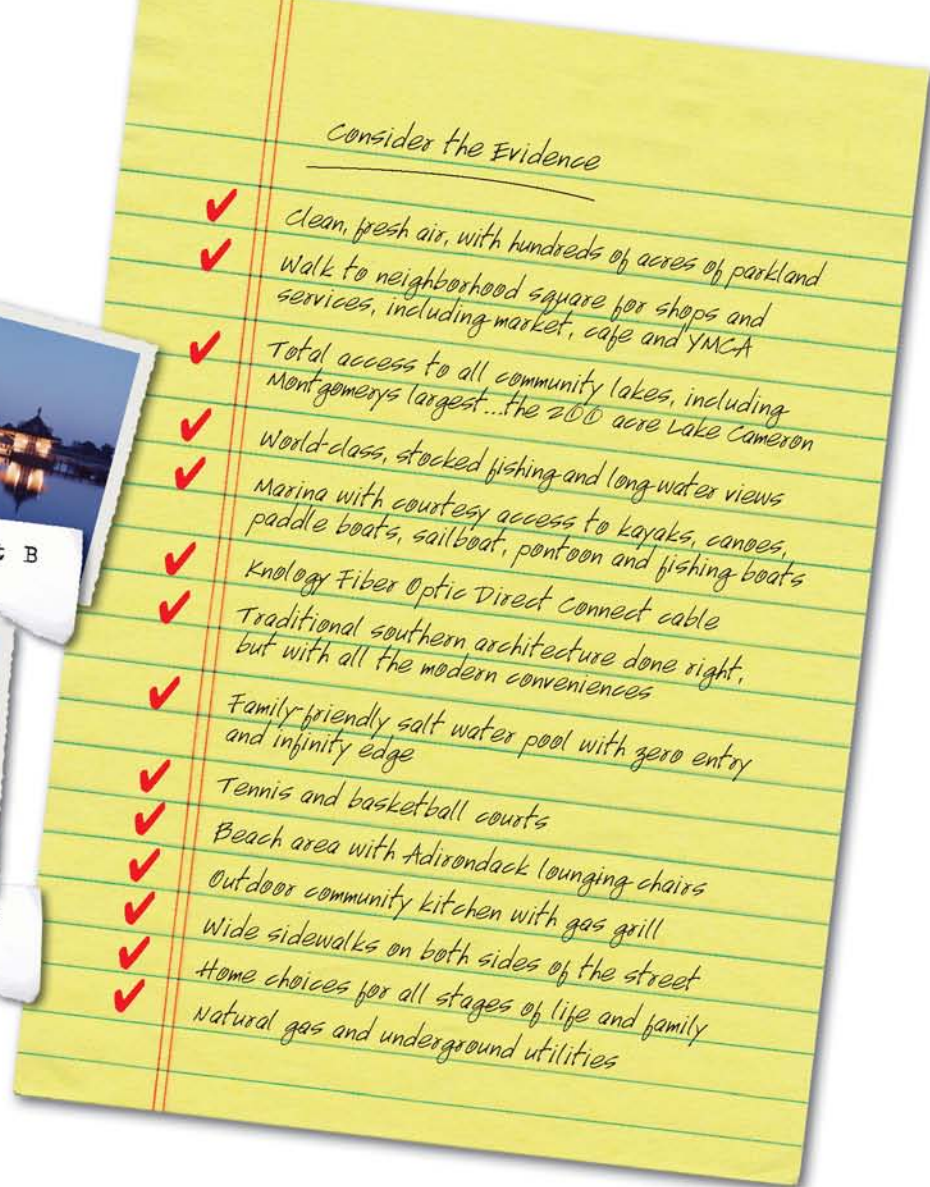 Consider the Evidence
Clean, fresh air, with hundreds of acres of parkland
Walk to neighborhood square for shops and
services, including market, cafe and YMCA
Total access to all community lakes, including
Montgomerys largest...the 200 acre Lake Cameron
World-class, stocked fishing and long water views
Marina with courtesy access to kayaks, canoes,
paddle boats, sailboat, pontoon and fishing boats
Knology Fiber Optic Direct Connect cable
Traditional southern architecture done right,
but with all the modern conveniences
Family-friendly salt water pool with zero entry
and infinity edge
Tennis and basketball courts
Beach area with Adirondack lounging chairs
Outdoor community kitchen with gas grill
Wide sidewalks on both sides of the street
Home choices for all stages of life and family
Natural gas and underground utilities
B